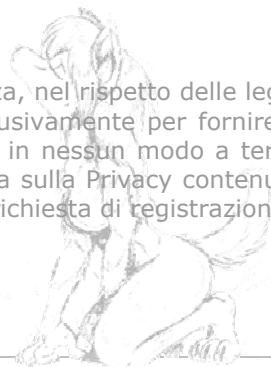 za, nel rispetto delle leg
usivamente per fornire
in nessun modo a ter
a sulla Privacy contenu
richiesta di registrazion